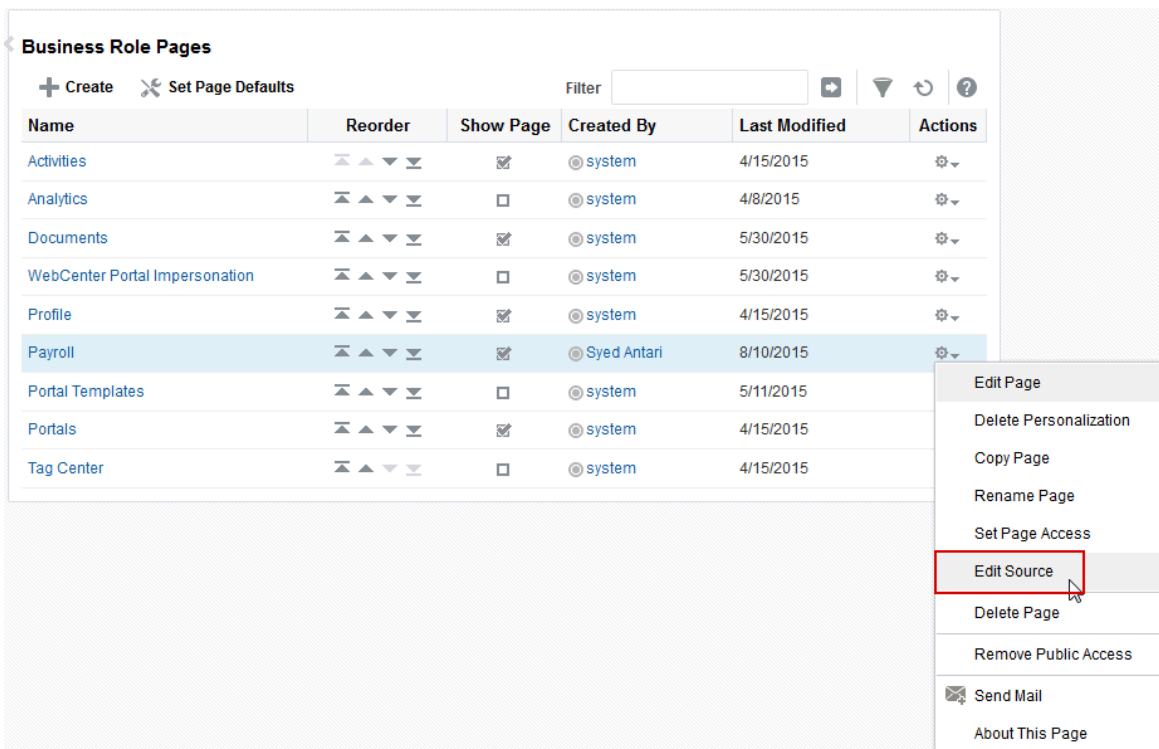 Business Role Pages
Create Set Page Defaults Filter
Name Reorder Show Page Created By Last Modified Actions
Activities system 4/15/2015
Analytics system 4/8/2015
Documents system 5/30/2015
WebCenter Portal Impersonation system 5/30/2015
Profile system 4/15/2015
Payroll Syed Antari 8/10/2015
Portal Templates system 5/11/2015
Portals system 4/15/2015
Tag Center system 4/15/2015
Edit Page
Delete Personalization
Copy Page
Rename Page
Set Page Access
Edit Source
Delete Page
Remove Public Access
Send Mail
About This Page